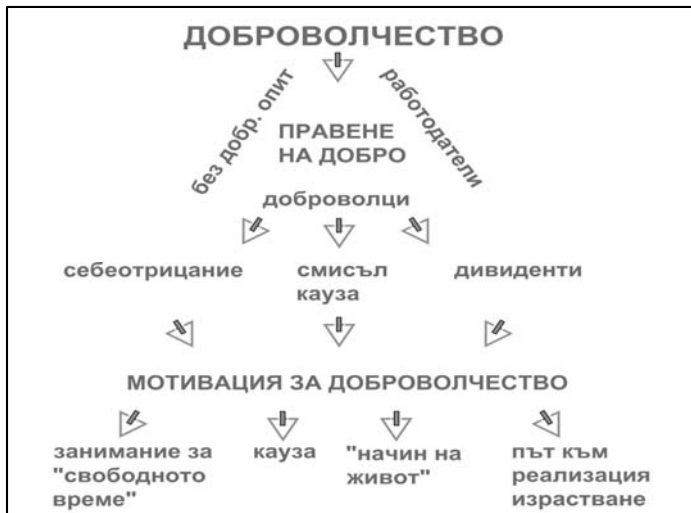 ДОБРОВОЛЧЕСТВО
без добр. опит
работодатели
ПРАВЕНЕ
НА ДОБРО
доброволци
себеотрицание
смисъл
кауза
дивиденти
МОТИВАЦИЯ ЗА ДОБРОВОЛЧЕСТВО
занимание за
"свободното
време"
кауза
"начин на
живот"
път към
реализация
израстване